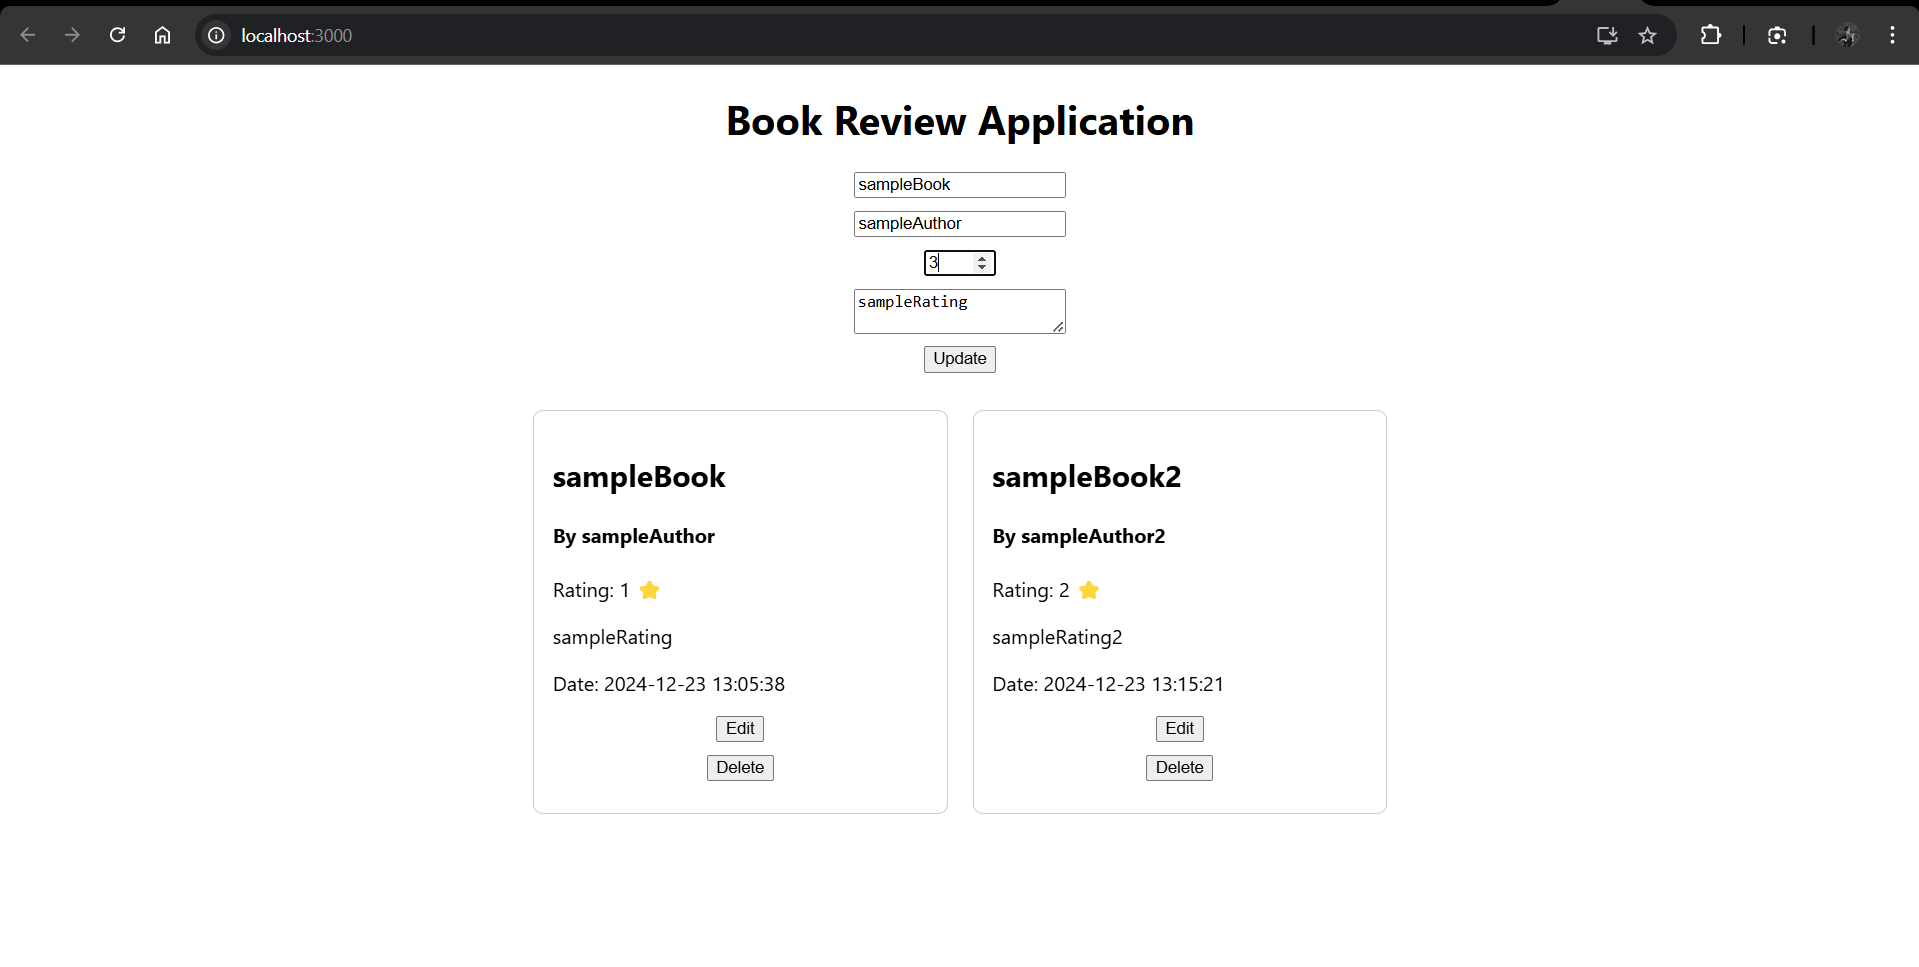 localhost:3000
Book Review Application
sampleBook
sampleAuthor
3
sampleRating
Update
sampleBook
By sampleAuthor
Rating: 1 ⭐
sampleRating
Date: 2024-12-23 13:05:38
Edit
Delete
sampleBook2
By sampleAuthor2
Rating: 2 ⭐
sampleRating2
Date: 2024-12-23 13:15:21
Edit
Delete